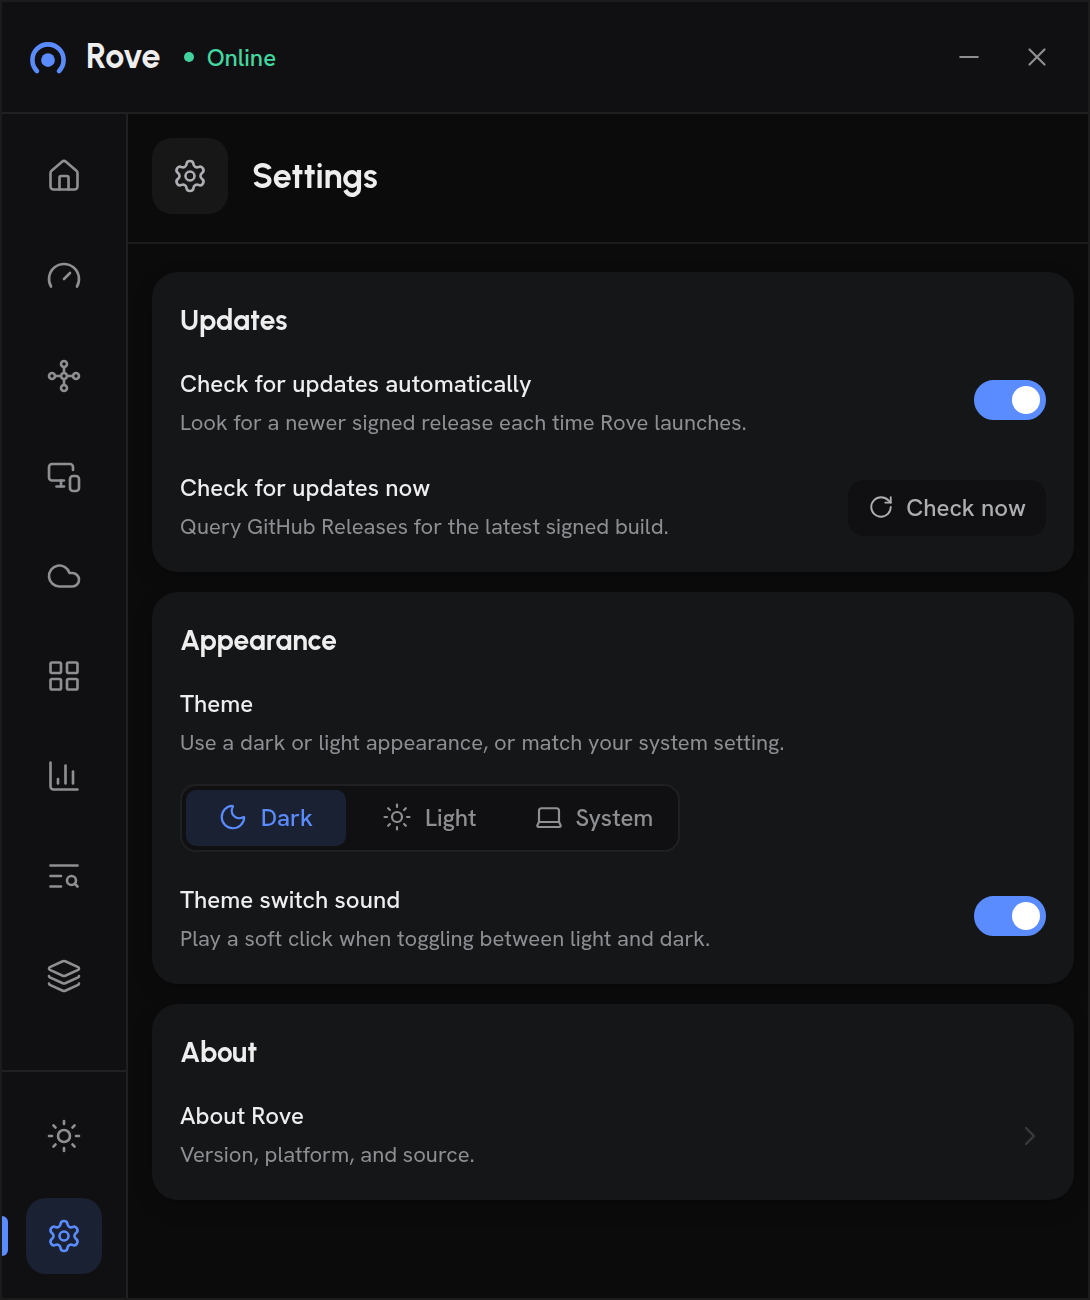 Rove
Online
Settings
Updates
Check for updates automatically
Look for a newer signed release each time Rove launches.
Check for updates now
Query GitHub Releases for the latest signed build.
Check now
Appearance
Theme
Use a dark or light appearance, or match your system setting.
Dark
Light
System
Theme switch sound
Play a soft click when toggling between light and dark.
About
About Rove
Version, platform, and source.